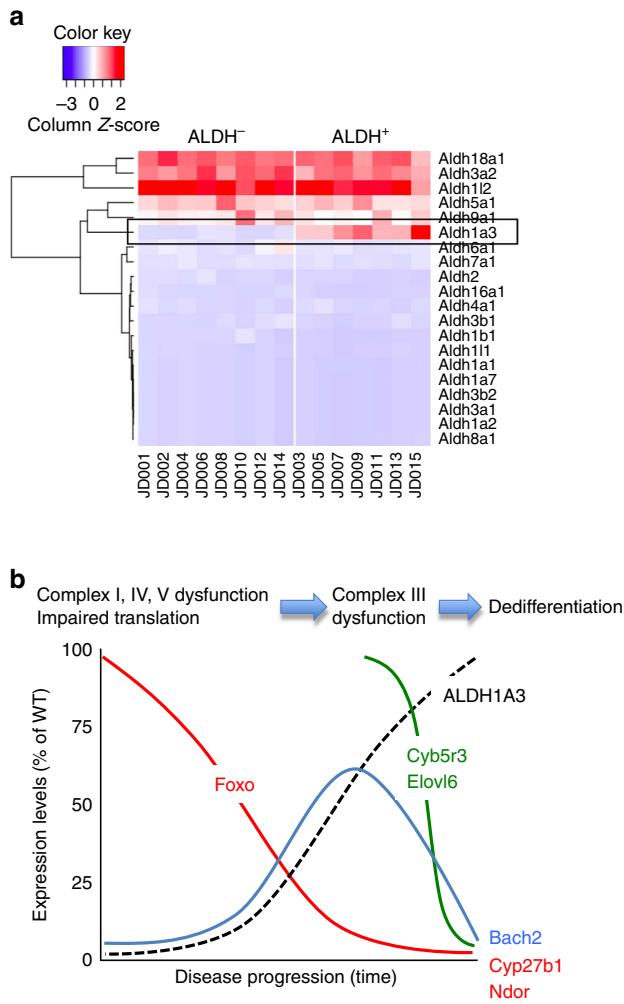 a
Color key
−3 0 2
Column Z-score
ALDH− ALDH+
Aldh18a1
Aldh3a2
Aldh1l2
Aldh5a1
Aldh9a1
Aldh1a3
Aldh6a1
Aldh7a1
Aldh2
Aldh16a1
Aldh4a1
Aldh3b1
Aldh1b1
Aldh1l1
Aldh1a1
Aldh1a7
Aldh3b2
Aldh3a1
Aldh1a2
Aldh8a1
JD001
JD002
JD004
JD006
JD008
JD010
JD012
JD014
JD003
JD005
JD007
JD009
JD011
JD013
JD015
b
Complex I, IV, V dysfunction
Impaired translation
Complex III
dysfunction
Dedifferentiation
Expression levels (% of WT)
100
75
50
25
0
ALDH1A3
Cyb5r3
Elovl6
Foxo
Bach2
Cyp27b1
Ndor
Disease progression (time)